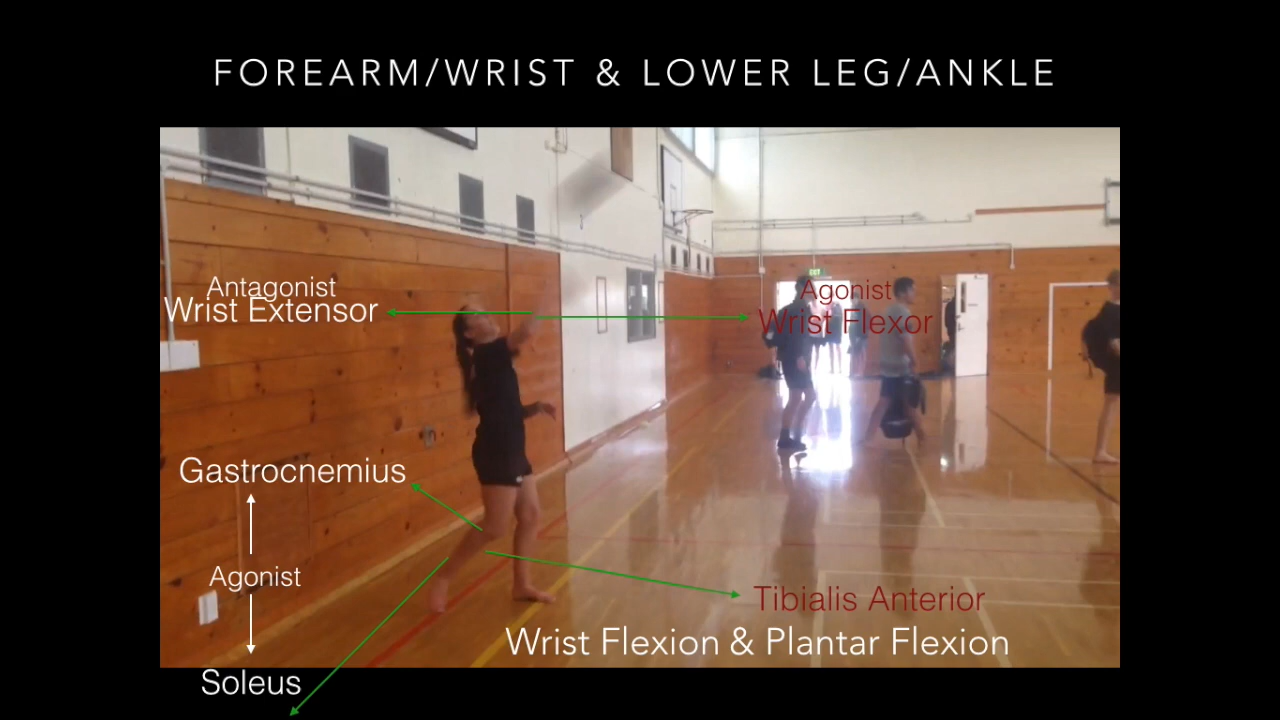 FOREARM/WRIST & LOWER LEG/ANKLE
EXIT
Antagonist
Wrist Extensor
Agonist
Wrist Flexor
Gastrocnemius
Agonist
Tibialis Anterior
Wrist Flexion & Plantar Flexion
Soleus